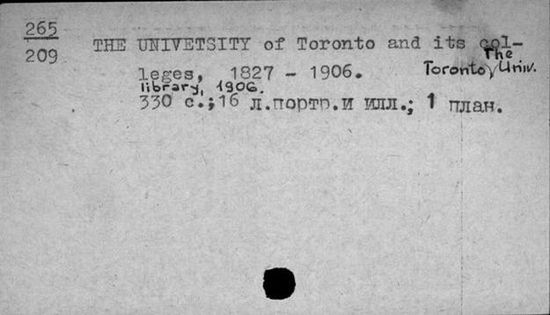 265
209
THE UNIVETSITY of Toronto and its col-
leges, 1827 - 1906. Toronto, The Univ.
library, 1906.
330 с.;16 л.портр.и илл.; 1 план.